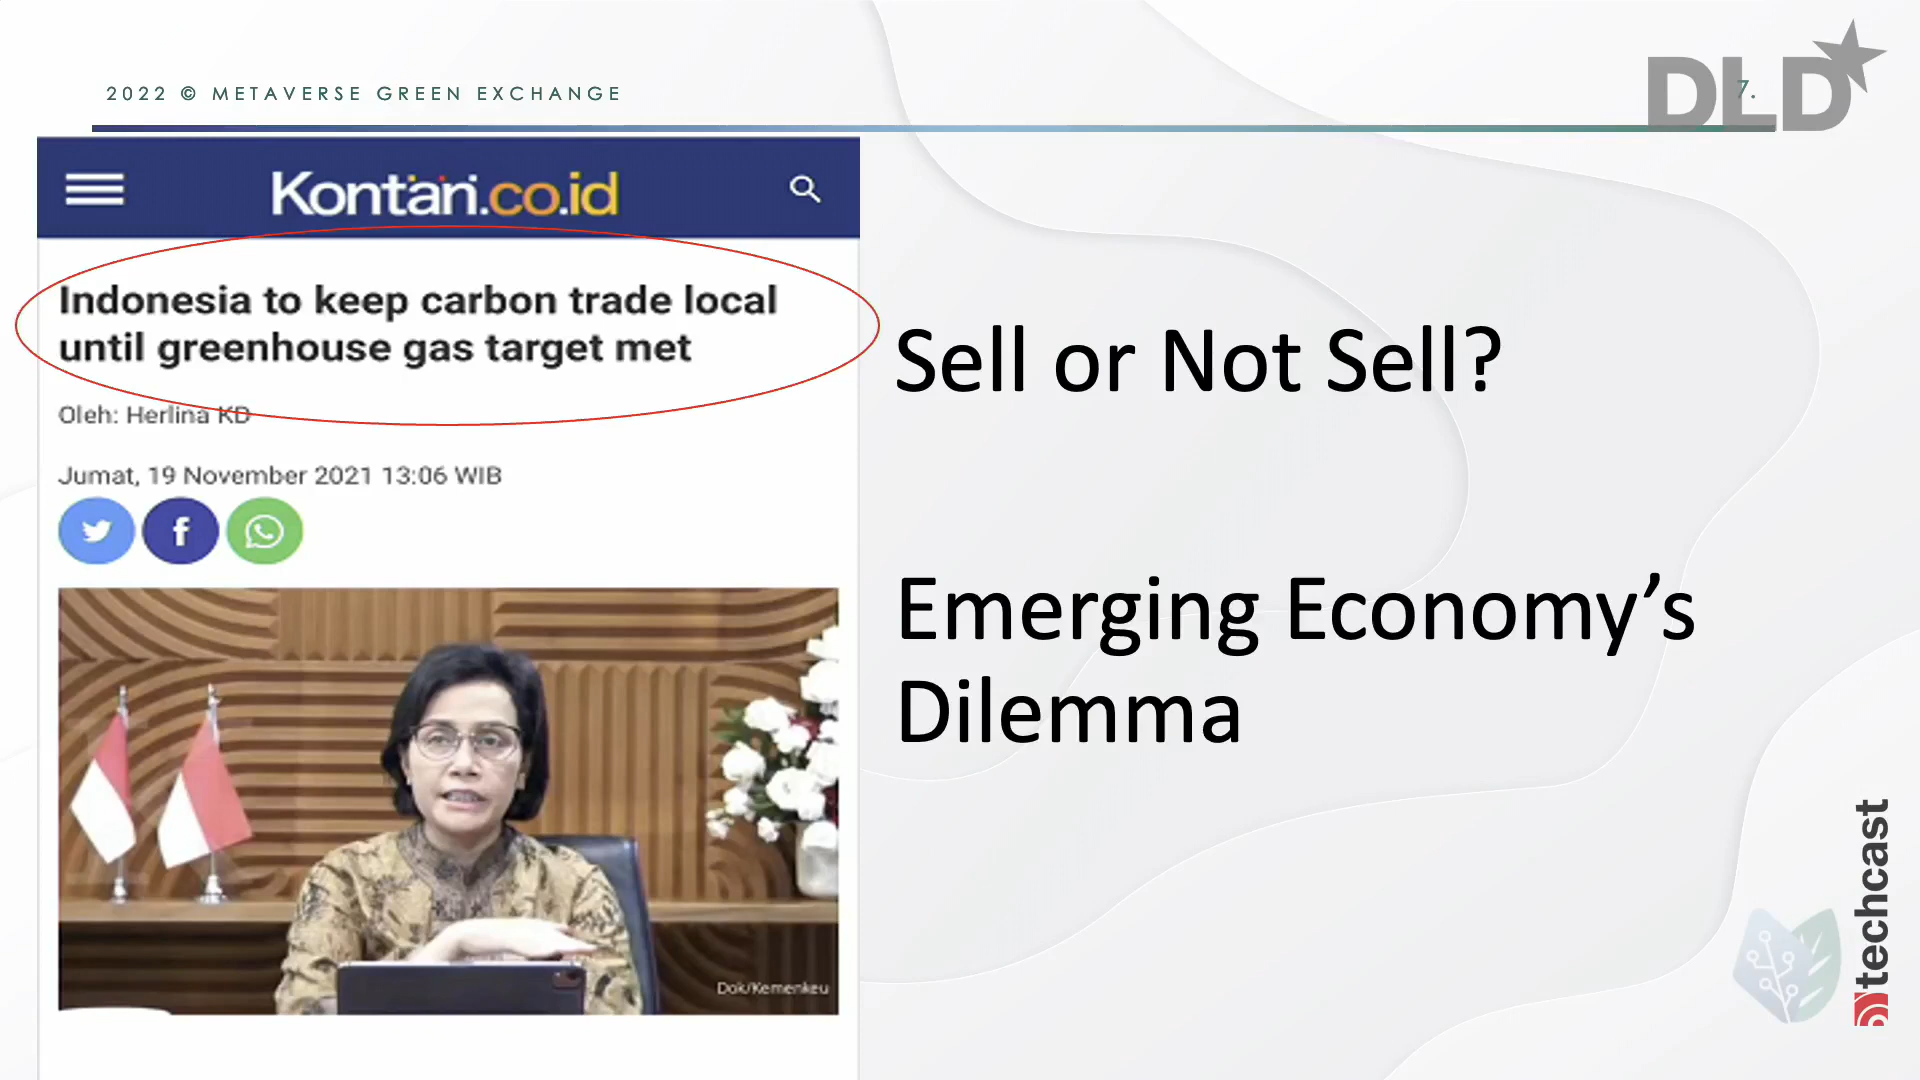 2022 © METAVERSE GREEN EXCHANGE
DLD
7.
Kontan.co.id
Indonesia to keep carbon trade local
until greenhouse gas target met
Oleh: Herlina KD
Jumat, 19 November 2021 13:06 WIB
Dok/Kemenkeu
Sell or Not Sell?
Emerging Economy’s
Dilemma
techcast